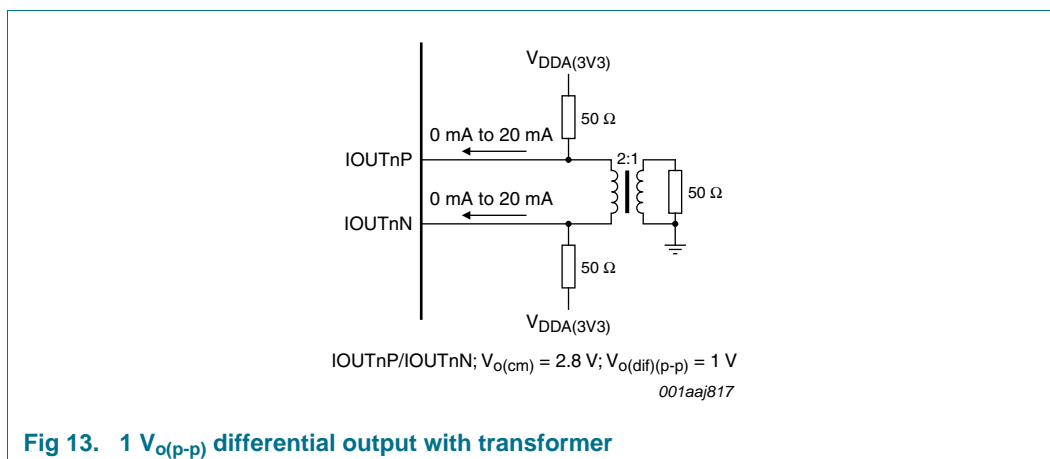 VDDA(3V3)
50 Ω
0 mA to 20 mA
IOUTnP
2:1
0 mA to 20 mA
50 Ω
IOUTnN
50 Ω
VDDA(3V3)
IOUTnP/IOUTnN; Vo(cm) = 2.8 V; Vo(dif)(p-p) = 1 V
001aaj817
Fig 13. 1 Vo(p-p) differential output with transformer